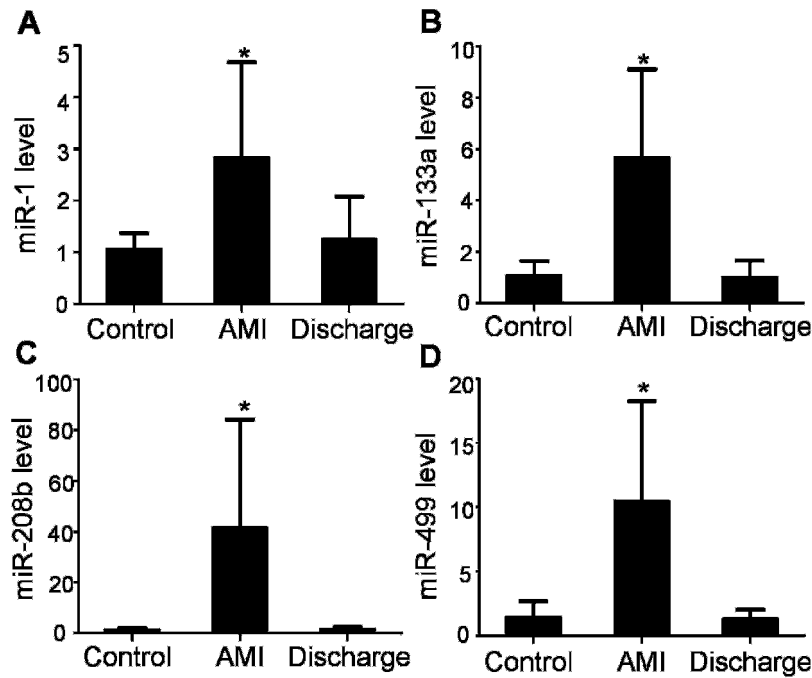 A
miR-1 level
5
4
3
2
1
0
*
Control AMI Discharge
B
miR-133a level
10
8
6
4
2
0
*
Control AMI Discharge
C
miR-208b level
100
80
60
40
20
0
*
Control AMI Discharge
D
miR-499 level
20
15
10
5
0
*
Control AMI Discharge